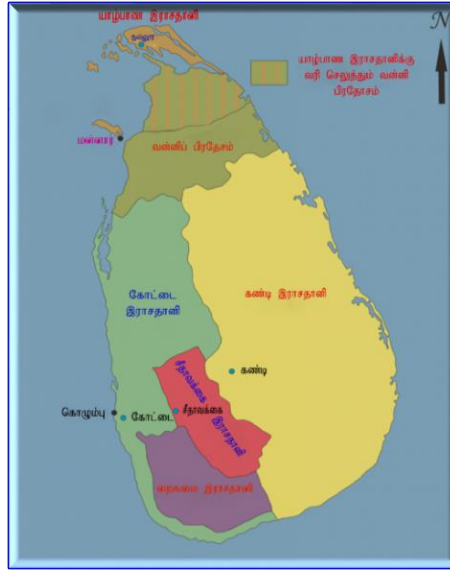 யாழ்பாண இராசதானி
நல்லூர்
N
யாழ்பாண இராசதானிக்கு
வரி செலுத்தும் வன்னி
பிரதேசம்
மன்னார்
வன்னிப் பிரதேசம்
கோட்டை
இராசதானி
கண்டி இராசதானி
சீதாவக்கை
இராசதானி
கண்டி
கொழும்பு
கோட்டை
சீதாவக்கை
இராசதானி